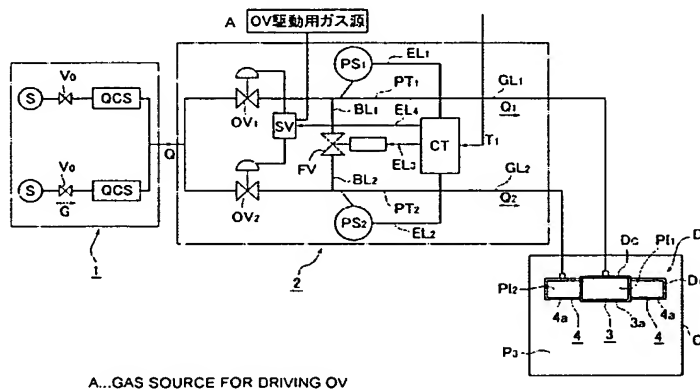 A OV駆動用ガス源
V0
S
QCS
V0
S
QCS
G
1
Q
OV1
OV2
SV
PS1
EL1
PT1
BL1
EL4
FV
EL3
CT
T1
BL2
PT2
PS2
EL2
2
GL1
Q1
GL2
Q2
Dc
PI1
D
PI2
4a
4
3
3a
4
4a
P3
C
A...GAS SOURCE FOR DRIVING OV